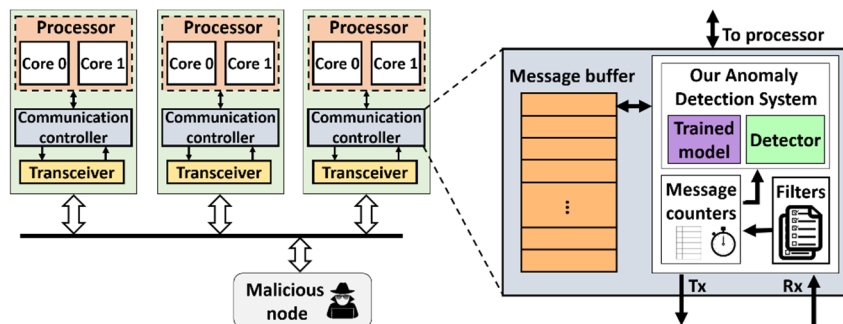 Processor
Core 0 Core 1
Communication
controller
Transceiver
Processor
Core 0 Core 1
Communication
controller
Transceiver
Processor
Core 0 Core 1
Communication
controller
Transceiver
Malicious
node
To processor
Message buffer
...
Our Anomaly
Detection System
Trained
model
Detector
Message
counters
Filters
Tx
Rx